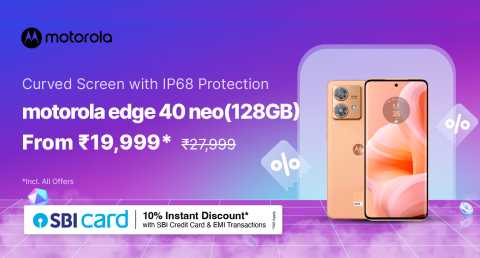 motorola
Curved Screen with IP68 Protection
motorola edge 40 neo(128GB)
From ₹19,999* ₹27,999
*Incl. All Offers
SBI card
10% Instant Discount*
with SBI Credit Card & EMI Transactions
%
%